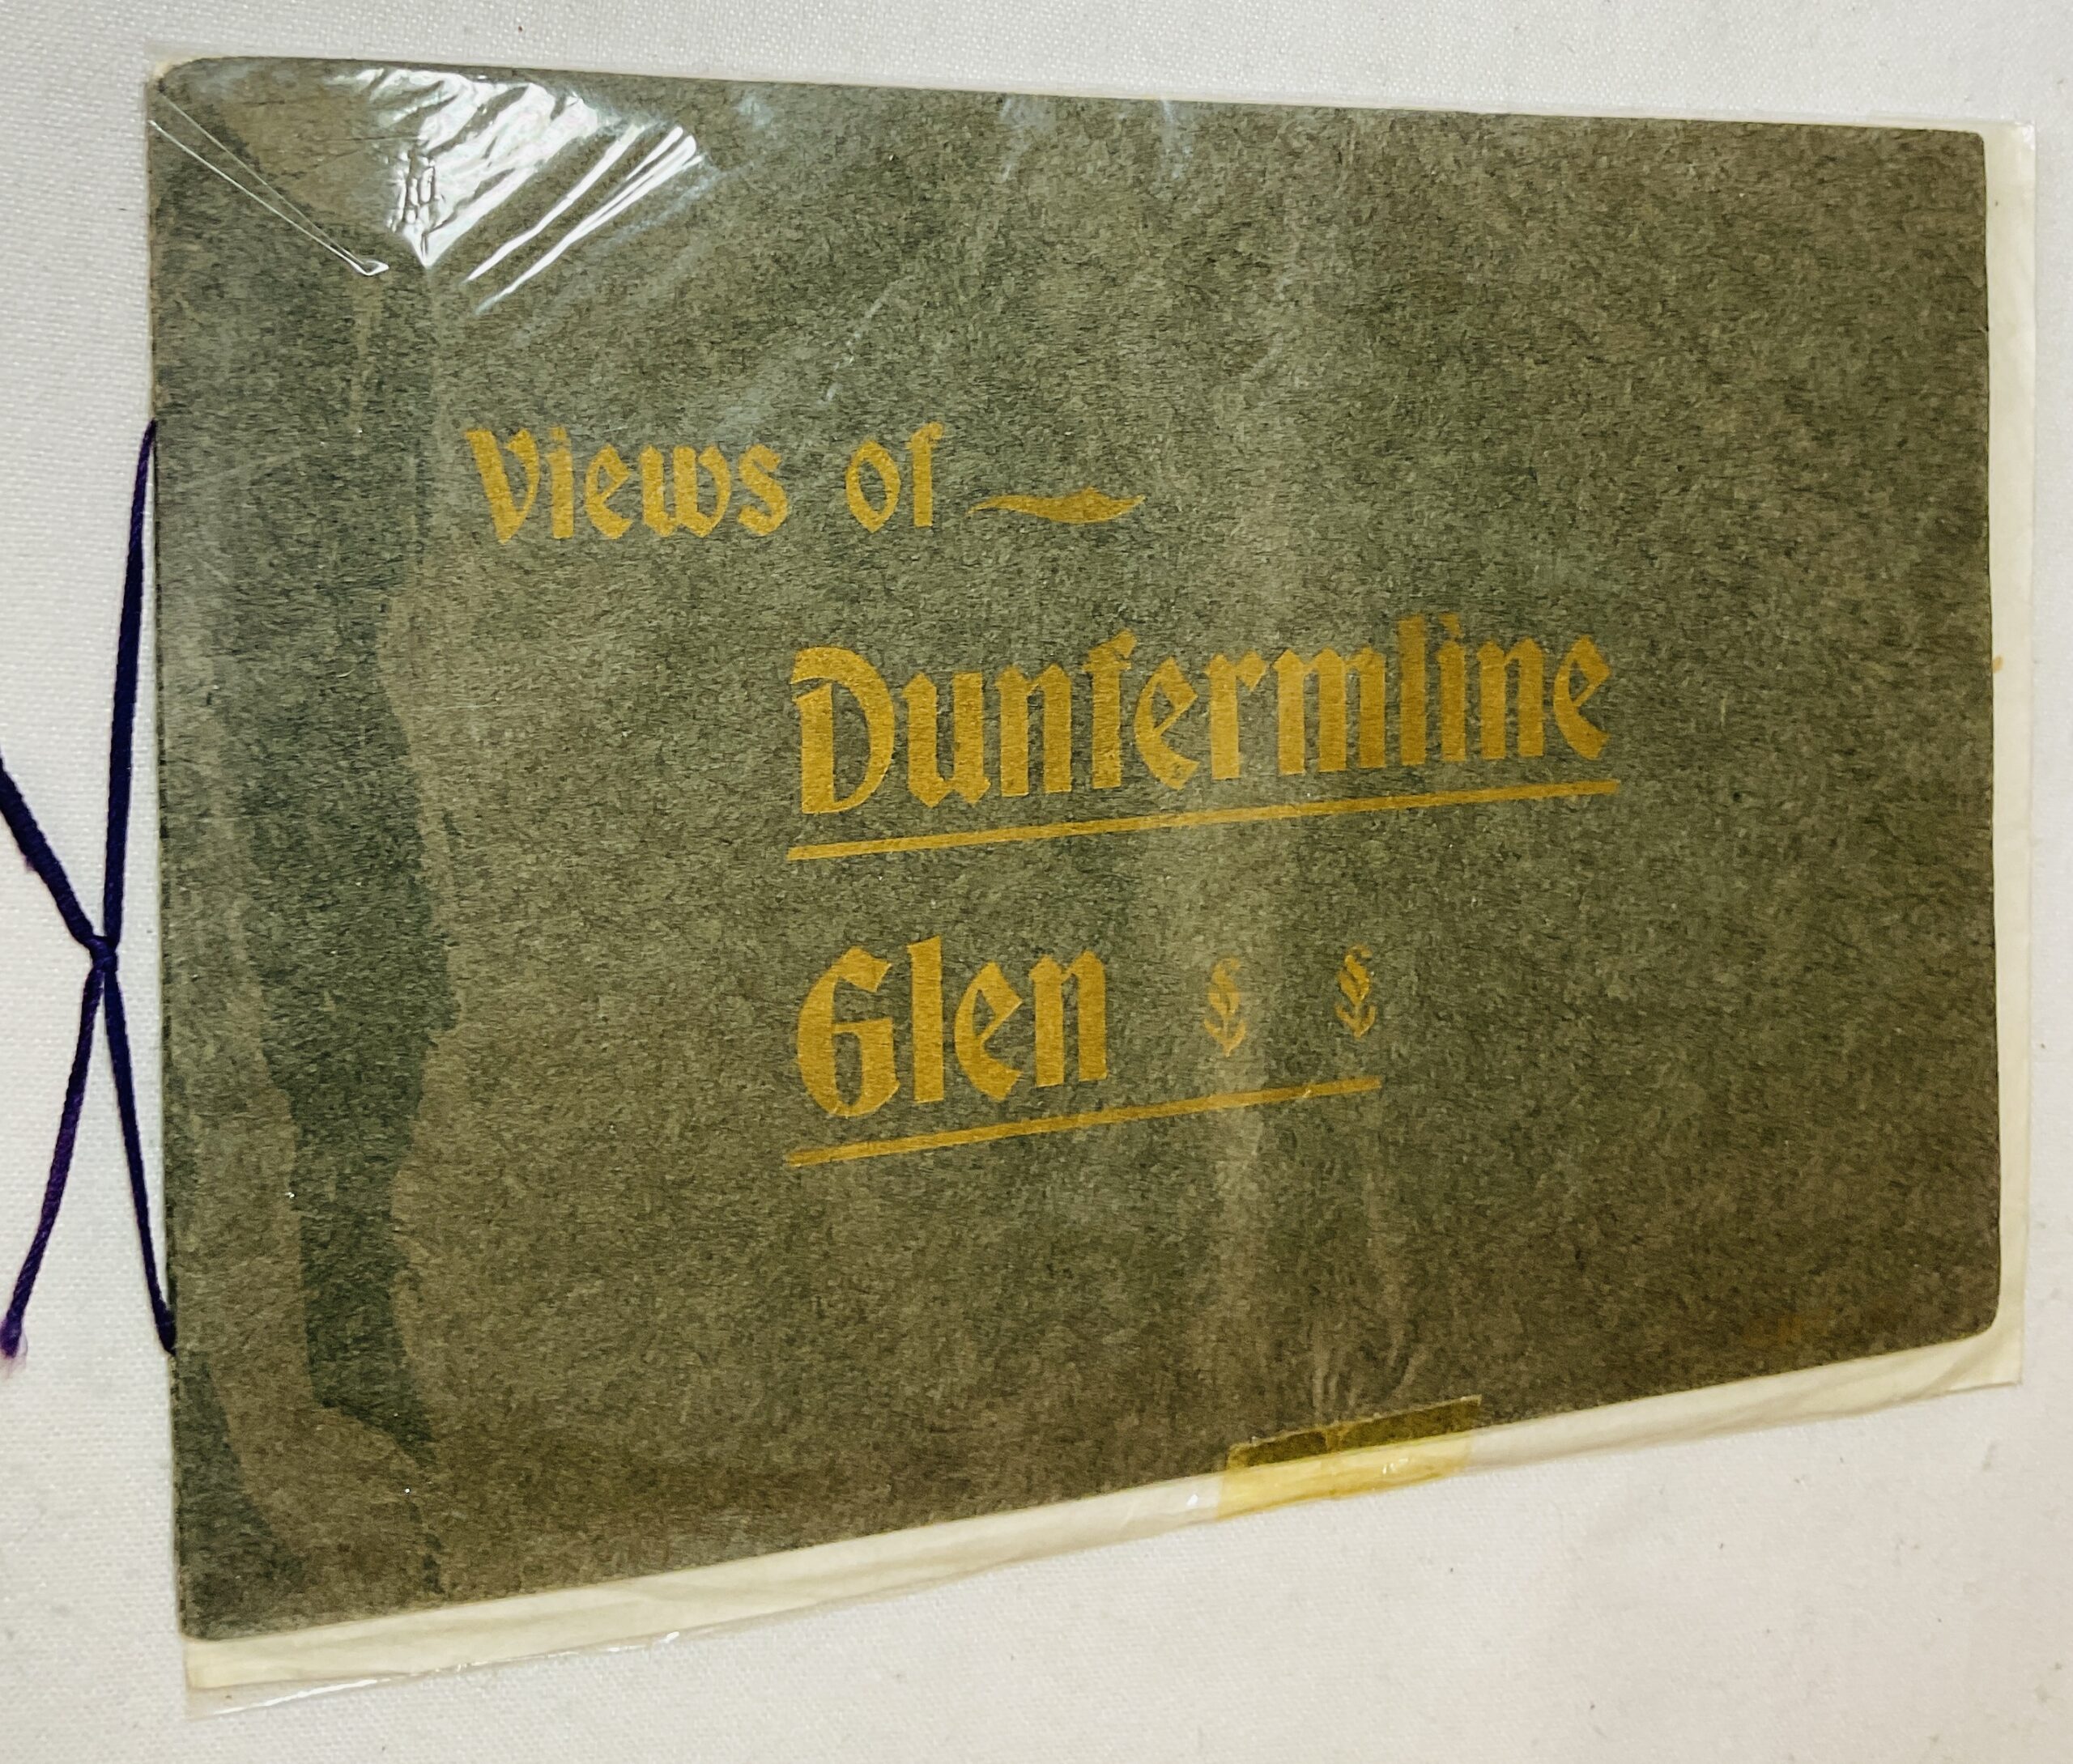 Views of
Dunfermline
Glen